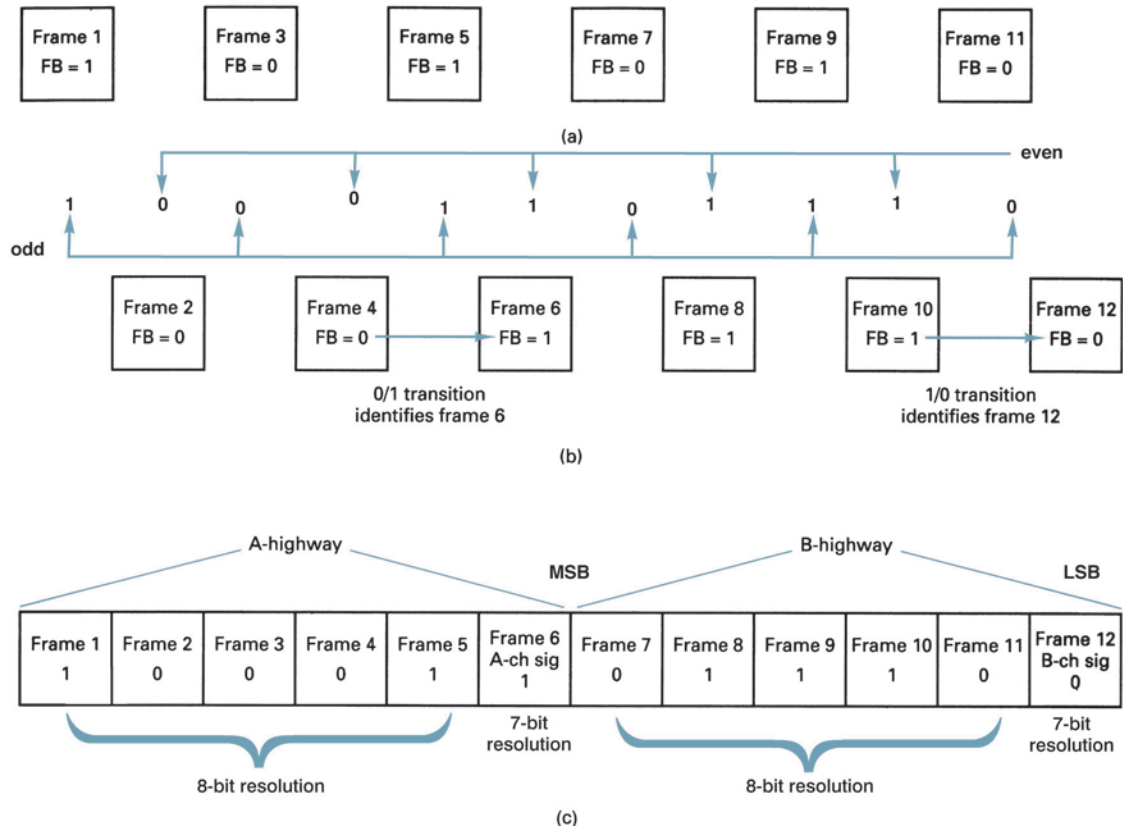 Frame 1
FB = 1
Frame 3
FB = 0
Frame 5
FB = 1
Frame 7
FB = 0
Frame 9
FB = 1
Frame 11
FB = 0
(a)
even
1 0 0 0 1 1 0 1 1 1 0
odd
Frame 2
FB = 0
Frame 4
FB = 0
Frame 6
FB = 1
Frame 8
FB = 1
Frame 10
FB = 1
Frame 12
FB = 0
0/1 transition
identifies frame 6
1/0 transition
identifies frame 12
(b)
A-highway
B-highway
MSB
LSB
Frame 1
1
Frame 2
0
Frame 3
0
Frame 4
0
Frame 5
1
Frame 6
A-ch sig
1
Frame 7
0
Frame 8
1
Frame 9
1
Frame 10
1
Frame 11
0
Frame 12
B-ch sig
0
7-bit
resolution
7-bit
resolution
8-bit resolution
8-bit resolution
(c)